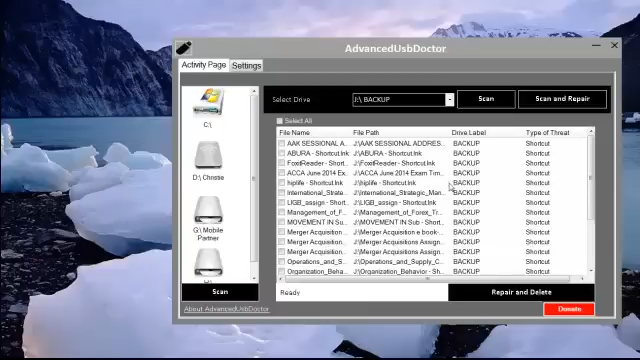 AdvancedUsbDoctor
Activity Page Settings
C:\
D:\ Christie
G:\ Mobile
Partner
Scan
Select Drive J:\ BACKUP Scan Scan and Repair
Select All
File Name File Path Drive Label Type of Threat
AAK SESSIONAL A... J:\AAK SESSIONAL ADDRES... BACKUP Shortcut
ABURA - Shortcut.lnk J:\ABURA - Shortcut.lnk BACKUP Shortcut
FoxitReader - Short... J:\FoxitReader - Shortcut.lnk BACKUP Shortcut
ACCA June 2014 Ex... J:\ACCA June 2014 Exam Tim... BACKUP Shortcut
hiplife - Shortcut.lnk J:\hiplife - Shortcut.lnk BACKUP Shortcut
International_Strate... J:\International_Strategic_Man... BACKUP Shortcut
LIGB_assign - Shortcut... J:\LIGB_assign - Shortcut.lnk BACKUP Shortcut
Management_of_F... J:\Management_of_Forex_Tr... BACKUP Shortcut
MOVEMENT IN Su... J:\MOVEMENT IN Sub - Short... BACKUP Shortcut
Merger Acquisition ... J:\Merger Acquisition e book-... BACKUP Shortcut
Merger Acquisitions ... J:\Merger Acquisitions Assign... BACKUP Shortcut
Merger Acquisitions ... J:\Merger Acquisitions Assign... BACKUP Shortcut
Operations_and_S... J:\Operations_and_Supply_C... BACKUP Shortcut
Organization_Behav... J:\Organization_Behavior - Sh... BACKUP Shortcut
Ready Repair and Delete
About AdvancedUsbDoctor Donate